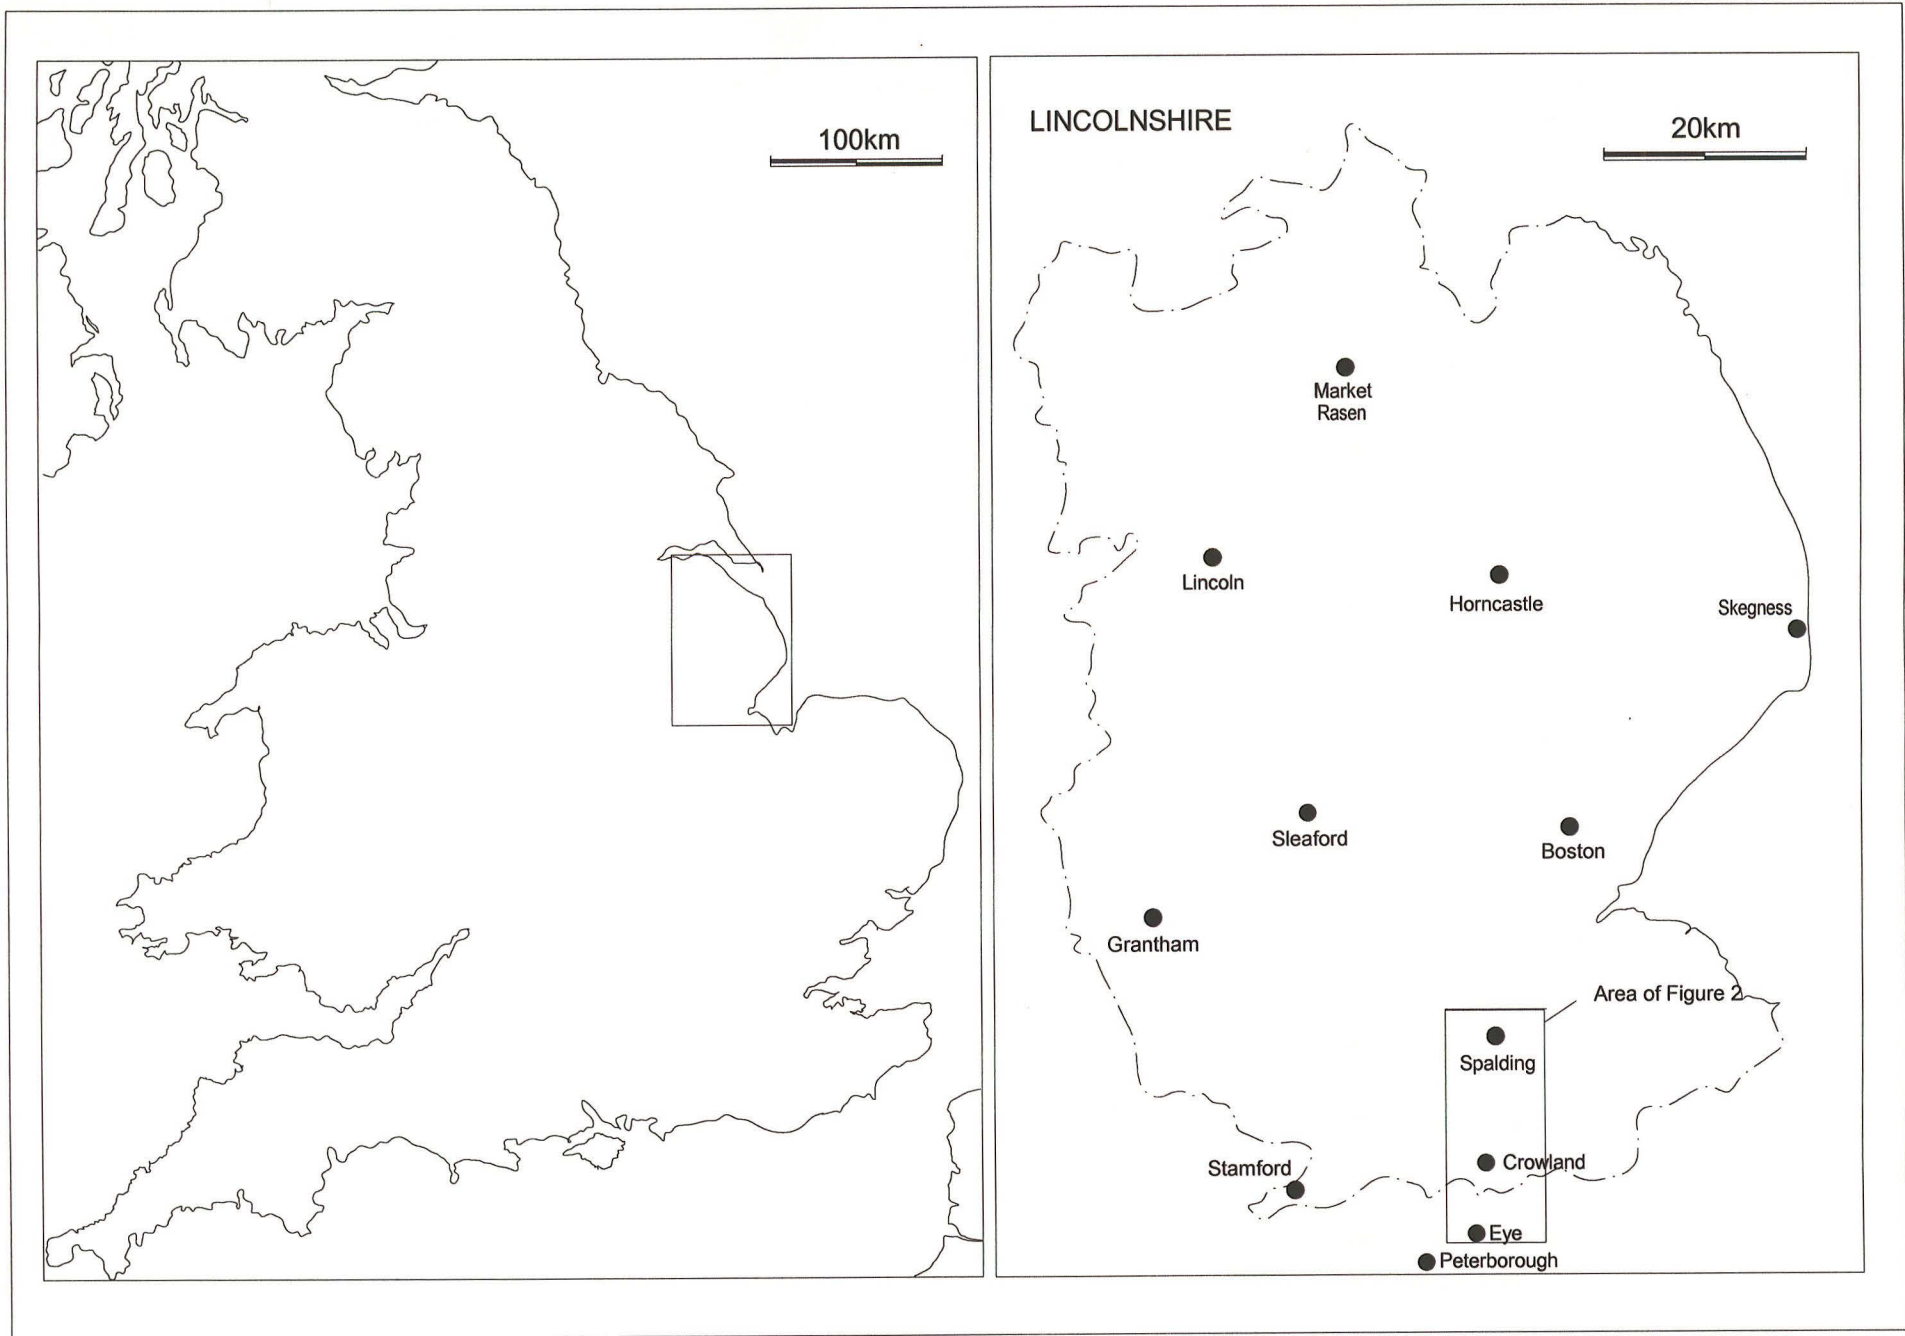 100km
LINCOLNSHIRE
20km
Market
Rasen
Lincoln
Horncastle
Skegness
Sleaford
Boston
Grantham
Area of Figure 2
Spalding
Crowland
Stamford
Eye
Peterborough